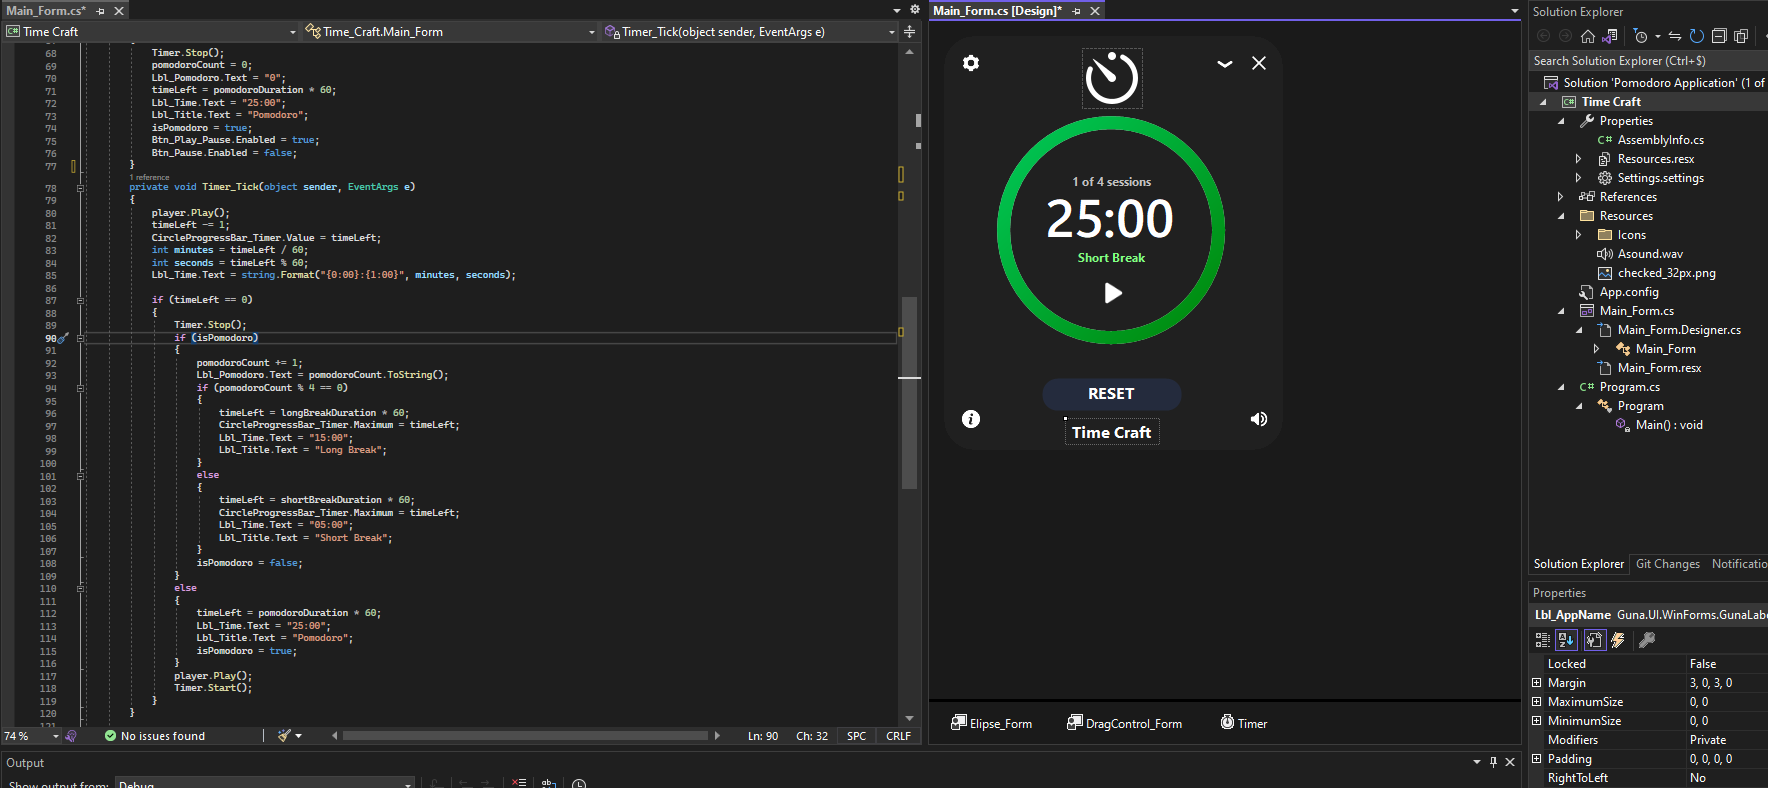 Main_Form.cs*
Time Craft
Time_Craft.Main_Form
Timer_Tick(object sender, EventArgs e)
68 Timer.Stop();
69 pomodoroCount = 0;
70 Lbl_Pomodoro.Text = "0";
71 timeLeft = pomodoroDuration * 60;
72 Lbl_Time.Text = "25:00";
73 Lbl_Title.Text = "Pomodoro";
74 isPomodoro = true;
75 Btn_Play_Pause.Enabled = true;
76 Btn_Pause.Enabled = false;
77 }
1 reference
78 private void Timer_Tick(object sender, EventArgs e)
79 {
80 player.Play();
81 timeLeft -= 1;
82 CircleProgressBar_Timer.Value = timeLeft;
83 int minutes = timeLeft / 60;
84 int seconds = timeLeft % 60;
85 Lbl_Time.Text = string.Format("{0:00}:{1:00}", minutes, seconds);
86
87 if (timeLeft == 0)
88 {
89 Timer.Stop();
90 if (isPomodoro)
91 {
92 pomodoroCount += 1;
93 Lbl_Pomodoro.Text = pomodoroCount.ToString();
94 if (pomodoroCount % 4 == 0)
95 {
96 timeLeft = longBreakDuration * 60;
97 CircleProgressBar_Timer.Maximum = timeLeft;
98 Lbl_Time.Text = "15:00";
99 Lbl_Title.Text = "Long Break";
100 }
101 else
102 {
103 timeLeft = shortBreakDuration * 60;
104 CircleProgressBar_Timer.Maximum = timeLeft;
105 Lbl_Time.Text = "05:00";
106 Lbl_Title.Text = "Short Break";
107 }
108 isPomodoro = false;
109 }
110 else
111 {
112 timeLeft = pomodoroDuration * 60;
113 Lbl_Time.Text = "25:00";
114 Lbl_Title.Text = "Pomodoro";
115 isPomodoro = true;
116 }
117 player.Play();
118 Timer.Start();
119 }
120 }
74 %
No issues found
Ln: 90 Ch: 32 SPC CRLF
Output
Show output from: Debug
Main_Form.cs [Design]*
1 of 4 sessions
25:00
Short Break
RESET
Time Craft
Elipse_Form DragControl_Form Timer
Solution Explorer
Search Solution Explorer (Ctrl+$)
Solution 'Pomodoro Application' (1 of
Time Craft
Properties
AssemblyInfo.cs
Resources.resx
Settings.settings
References
Resources
Icons
Asound.wav
checked_32px.png
App.config
Main_Form.cs
Main_Form.Designer.cs
Main_Form
Main_Form.resx
Program.cs
Program
Main() : void
Solution Explorer Git Changes Notificatio
Properties
Lbl_AppName Guna.UI.WinForms.GunaLabe
Locked False
Margin 3, 0, 3, 0
MaximumSize 0, 0
MinimumSize 0, 0
Modifiers Private
Padding 0, 0, 0, 0
RightToLeft No